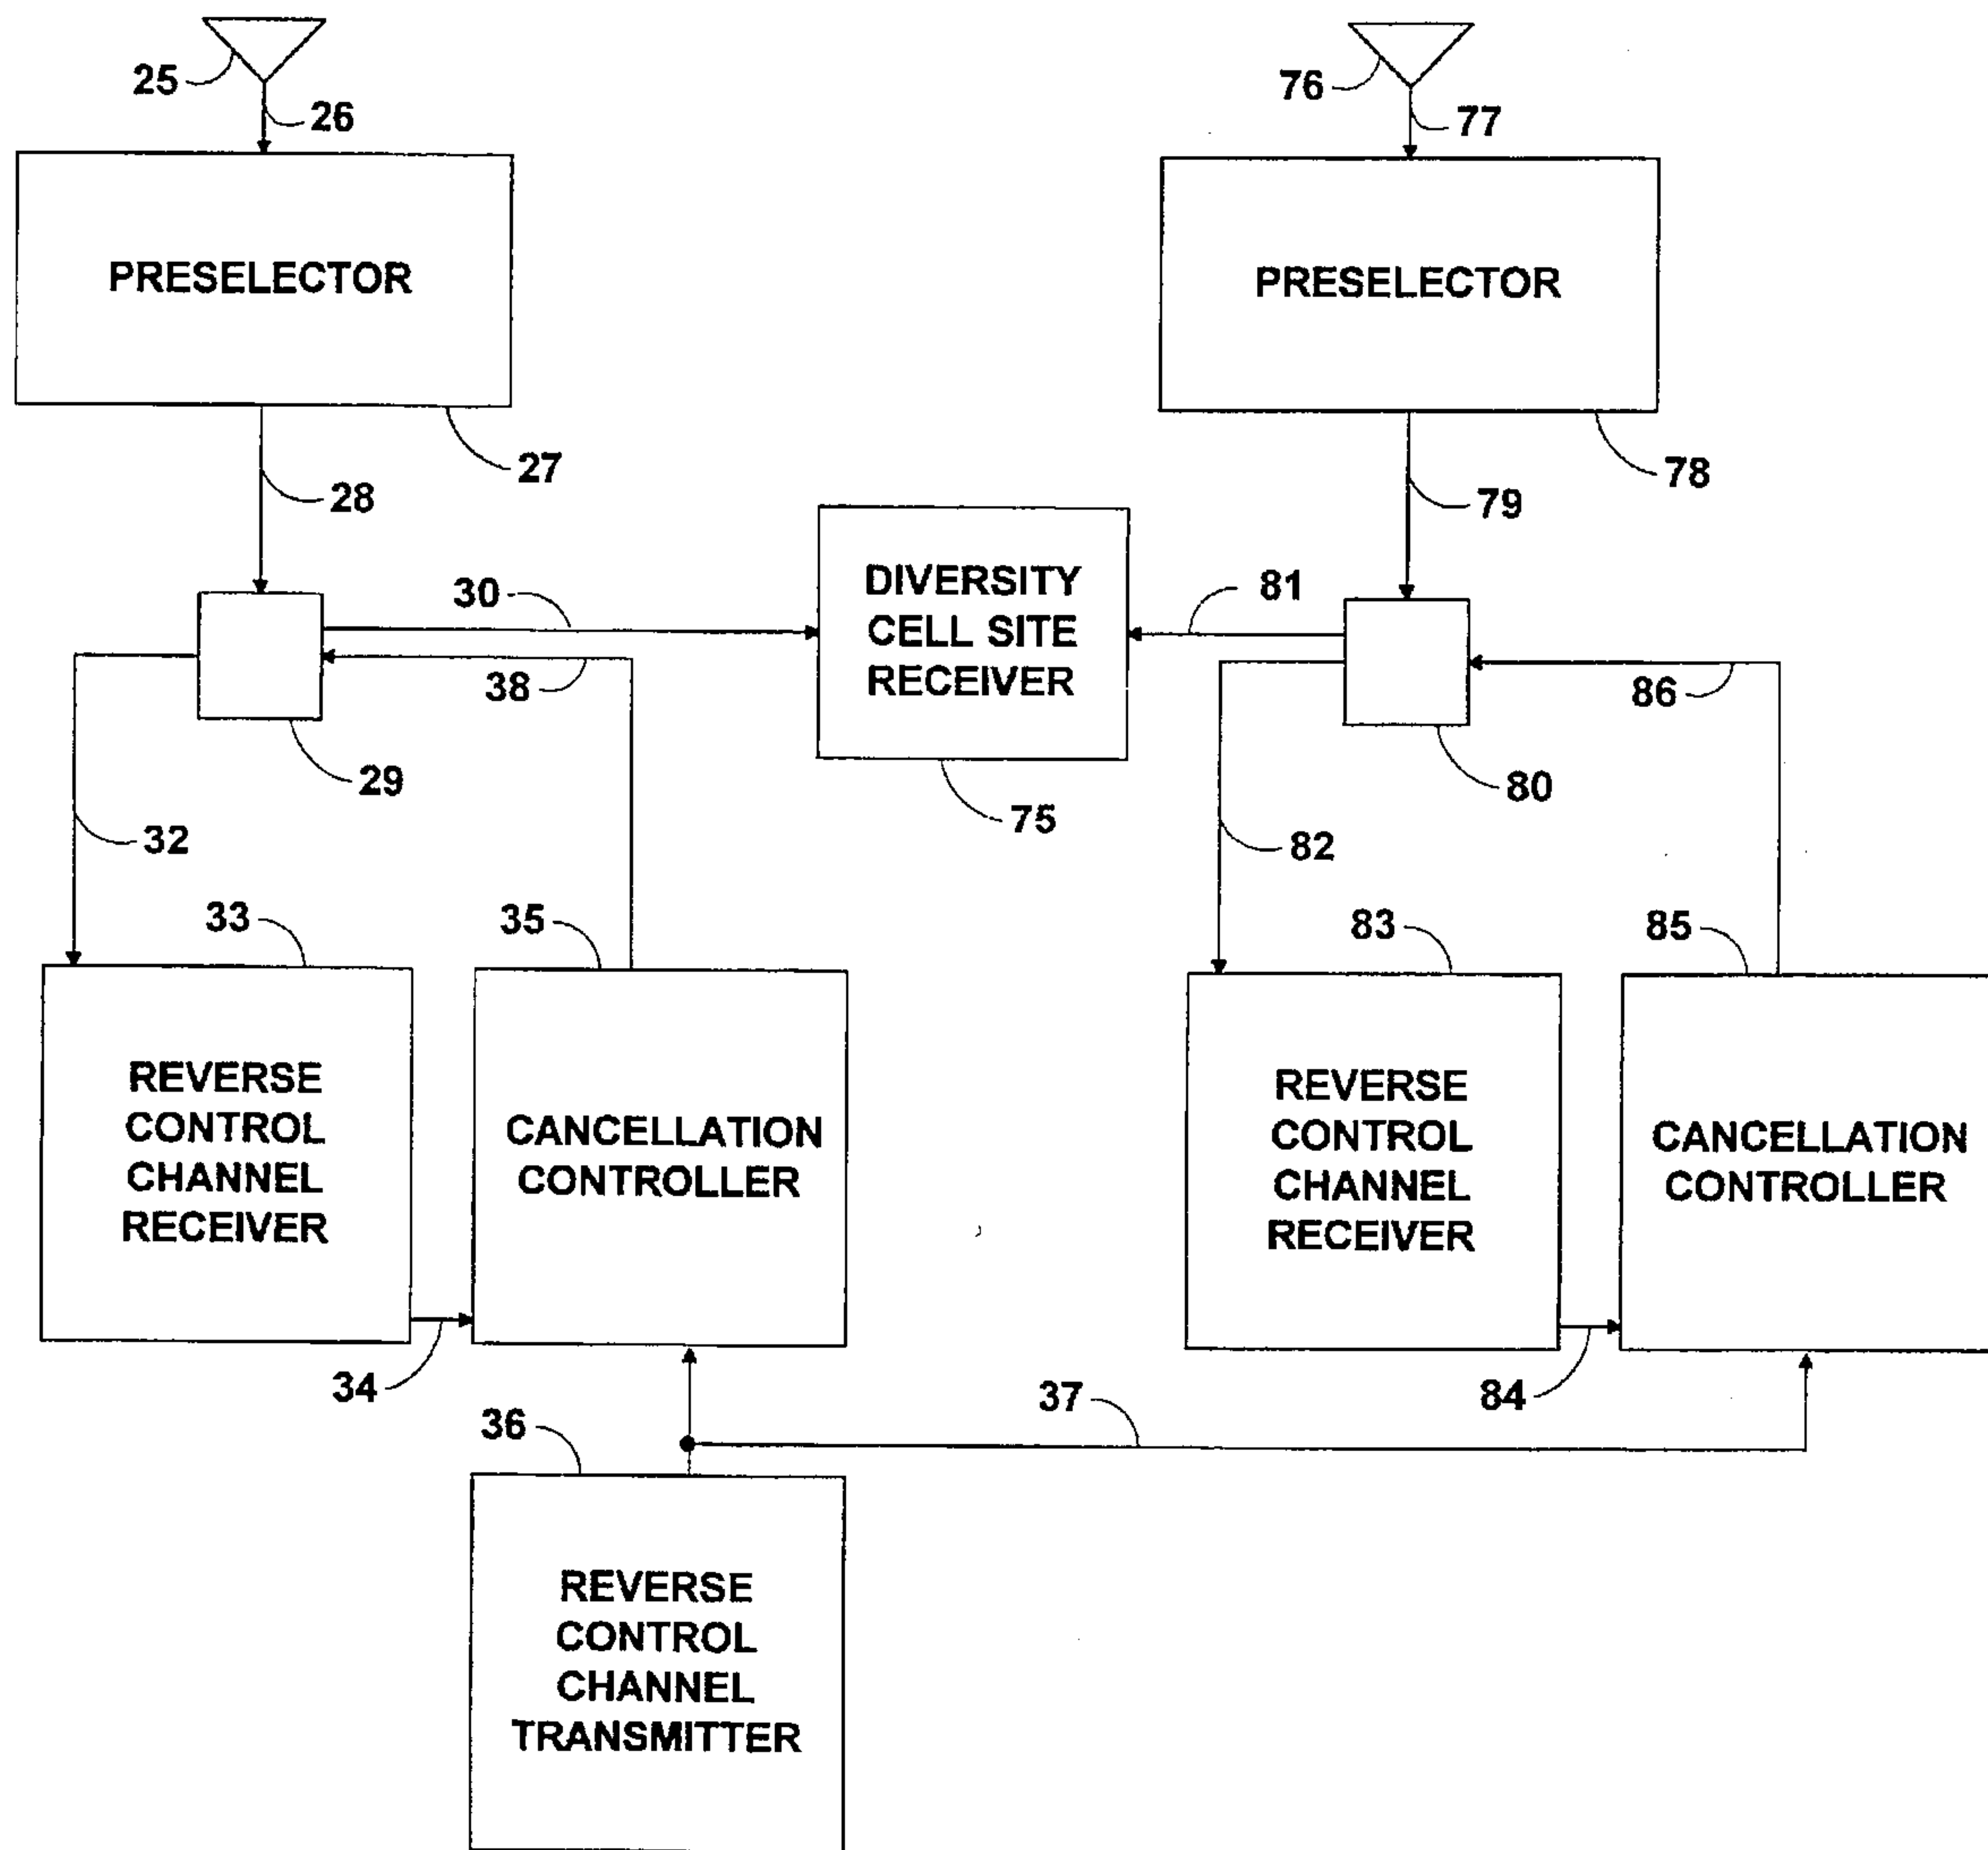 25
26
76
77
PRESELECTOR
27
28
PRESELECTOR
78
79
30
38
29
32
DIVERSITY
CELL SITE
RECEIVER
75
81
86
80
82
33
35
83
85
REVERSE
CONTROL
CHANNEL
RECEIVER
CANCELLATION
CONTROLLER
REVERSE
CONTROL
CHANNEL
RECEIVER
CANCELLATION
CONTROLLER
34
84
36
37
REVERSE
CONTROL
CHANNEL
TRANSMITTER